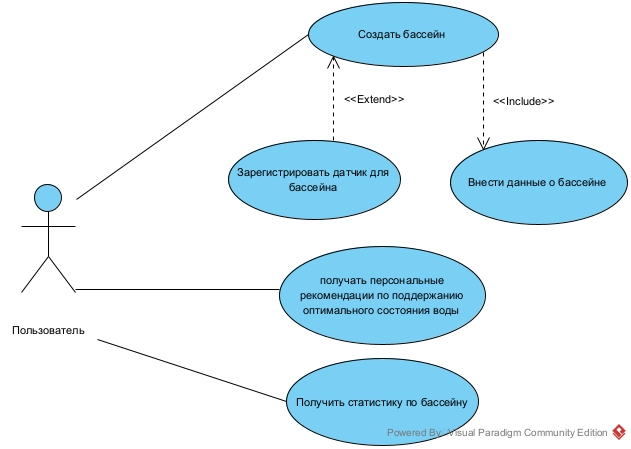 Создать бассейн
<<Extend>>
<<Include>>
Зарегистрировать датчик для
бассейна
Внести данные о бассейне
получать персональные
рекомендации по поддержанию
оптимального состояния воды
Пользователь
Получить статистику по бассейну
Powered By: Visual Paradigm Community Edition